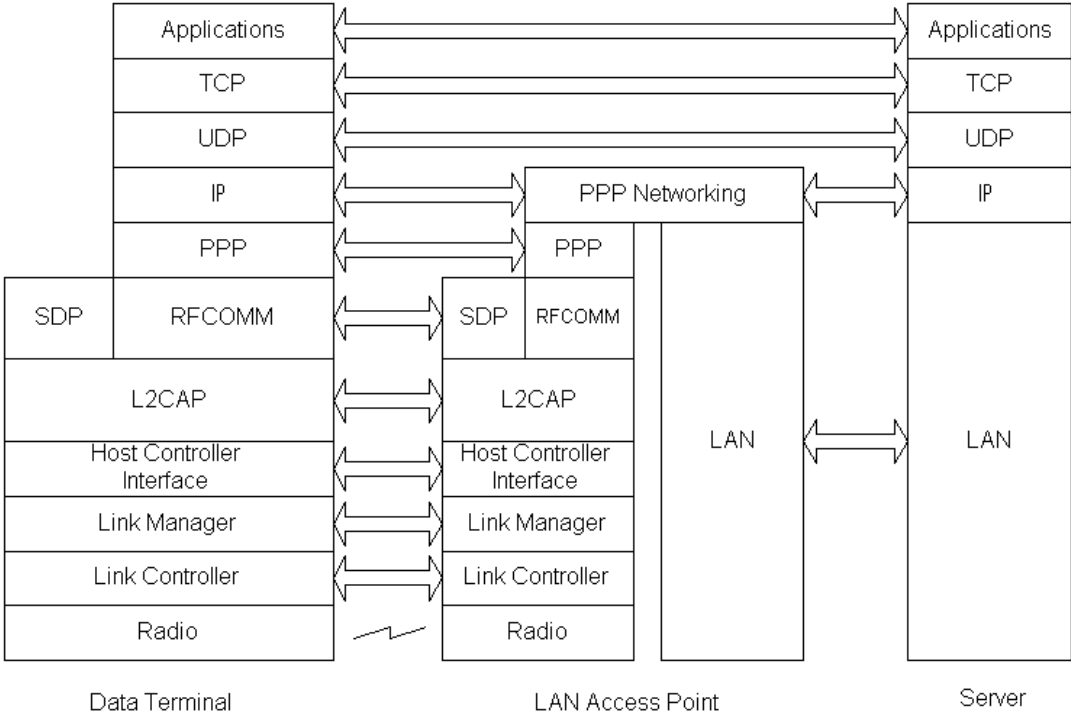 Applications Applications
TCP TCP
UDP UDP
IP PPP Networking IP
PPP PPP
SDP RFCOMM SDP RFCOMM
L2CAP L2CAP
LAN LAN
Host Controller Host Controller
Interface Interface
Link Manager Link Manager
Link Controller Link Controller
Radio Radio
Data Terminal LAN Access Point Server